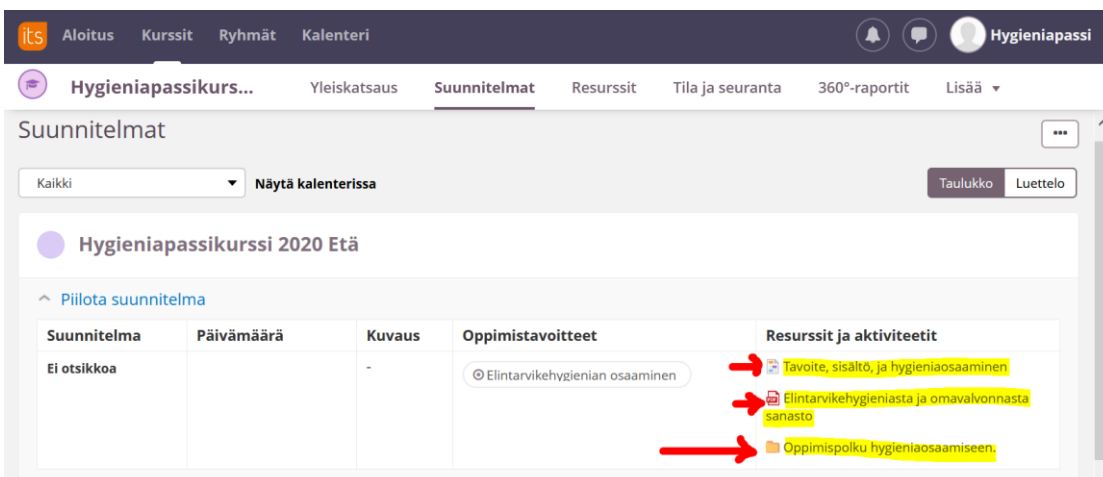 its Aloitus Kurssit Ryhmät Kalenteri Hygieniapassi
Hygieniapassikurs... Yleiskatsaus Suunnitelmat Resurssit Tila ja seuranta 360°-raportit Lisää
Suunnitelmat
Kaikki Näytä kalenterissa Taulukko Luettelo
Hygieniapassikurssi 2020 Etä
Piilota suunnitelma
Suunnitelma Päivämäärä Kuvaus Oppimistavoitteet Resurssit ja aktiviteetit
Ei otsikkoa - Elintarvikehygienian osaaminen Tavoite, sisältö, ja hygieniaosaaminen
Elintarvikehygieniasta ja omavalvonnasta
sanasto
Oppimispolku hygieniaosaamiseen.